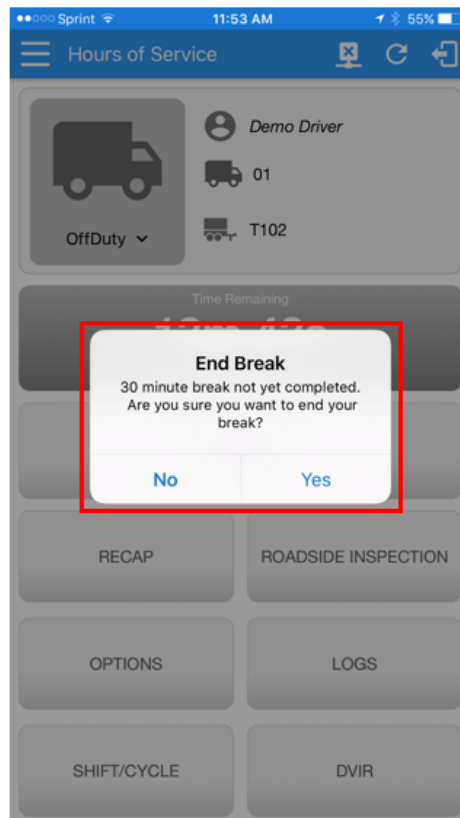 Sprint 11:53 AM 55%
Hours of Service
Demo Driver
01
OffDuty
T102
Time Remaining
End Break
30 minute break not yet completed.
Are you sure you want to end your
break?
No Yes
RECAP ROADSIDE INSPECTION
OPTIONS LOGS
SHIFT/CYCLE DVIR